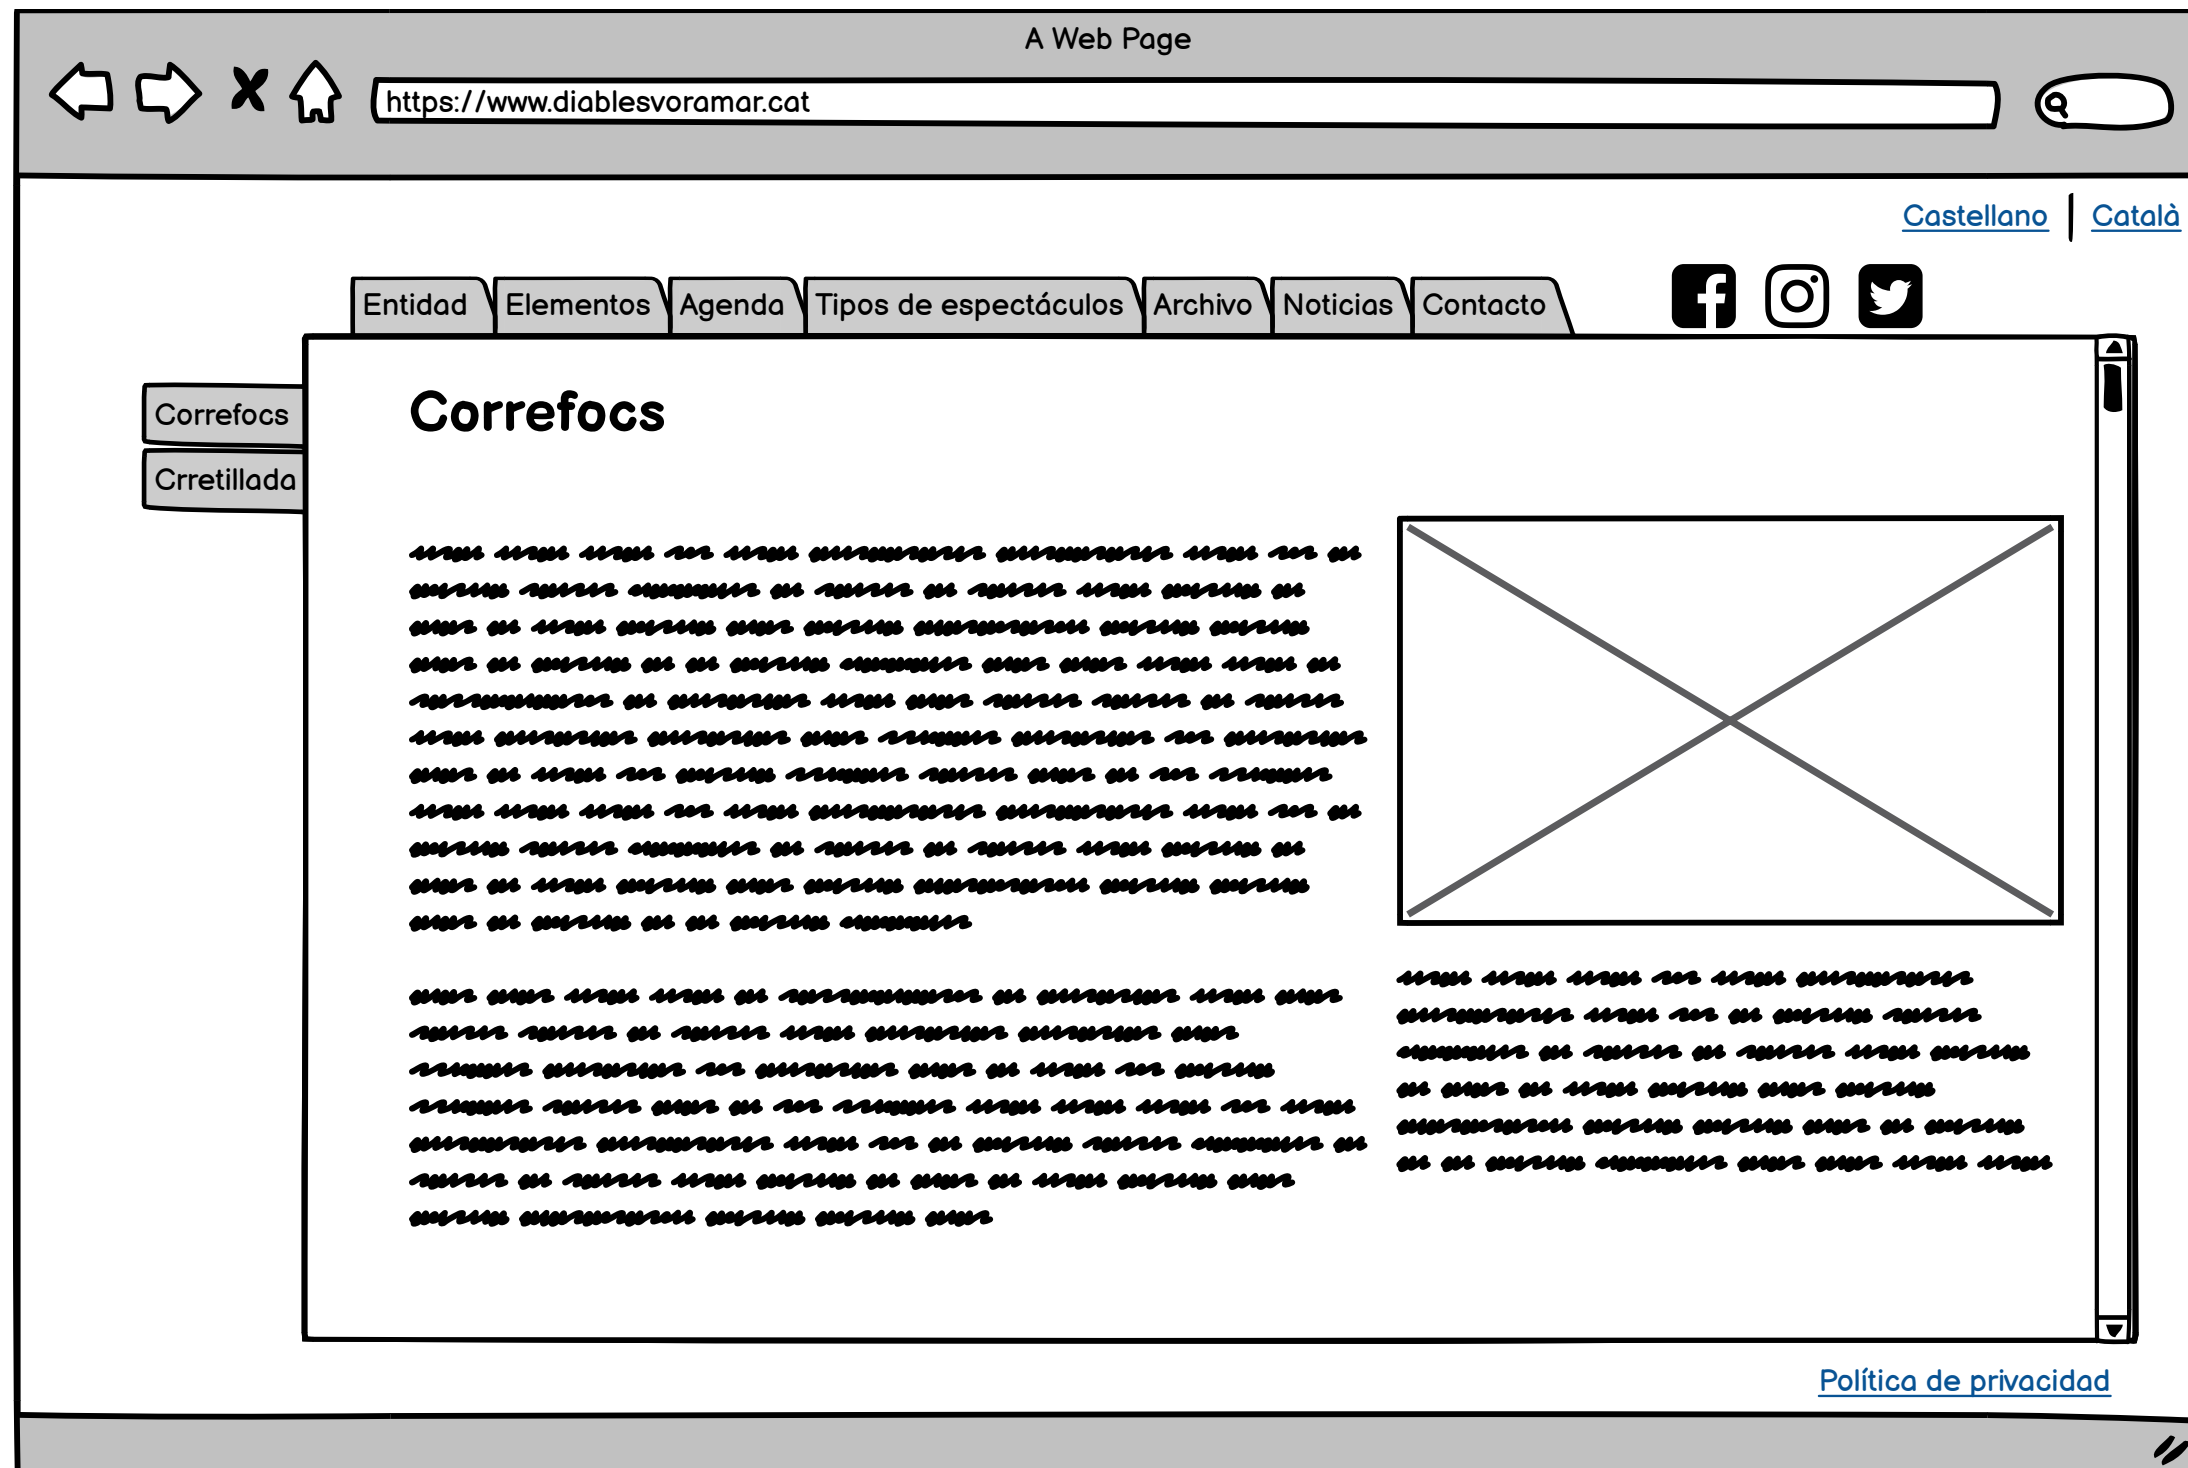 A Web Page
https://www.diablesvoramar.cat
Castellano | Català
Entidad Elementos Agenda Tipos de espectáculos Archivo Noticias Contacto
Correfocs
Correfocs
Crretillada
Política de privacidad